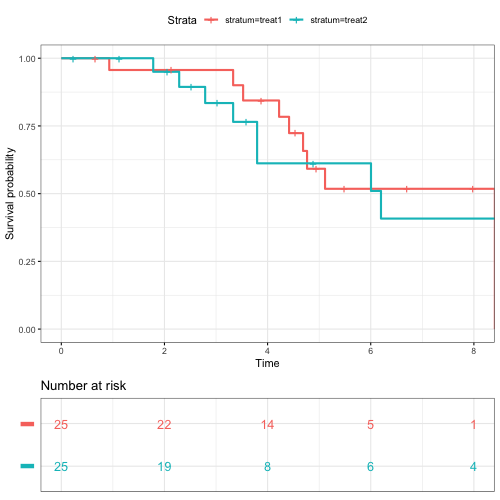 Strata stratum=treat1 stratum=treat2
1.00
0.75
0.50
0.25
0.00
Survival probability
0 2 4 6 8
Time
Number at risk
25 22 14 5 1
25 19 8 6 4